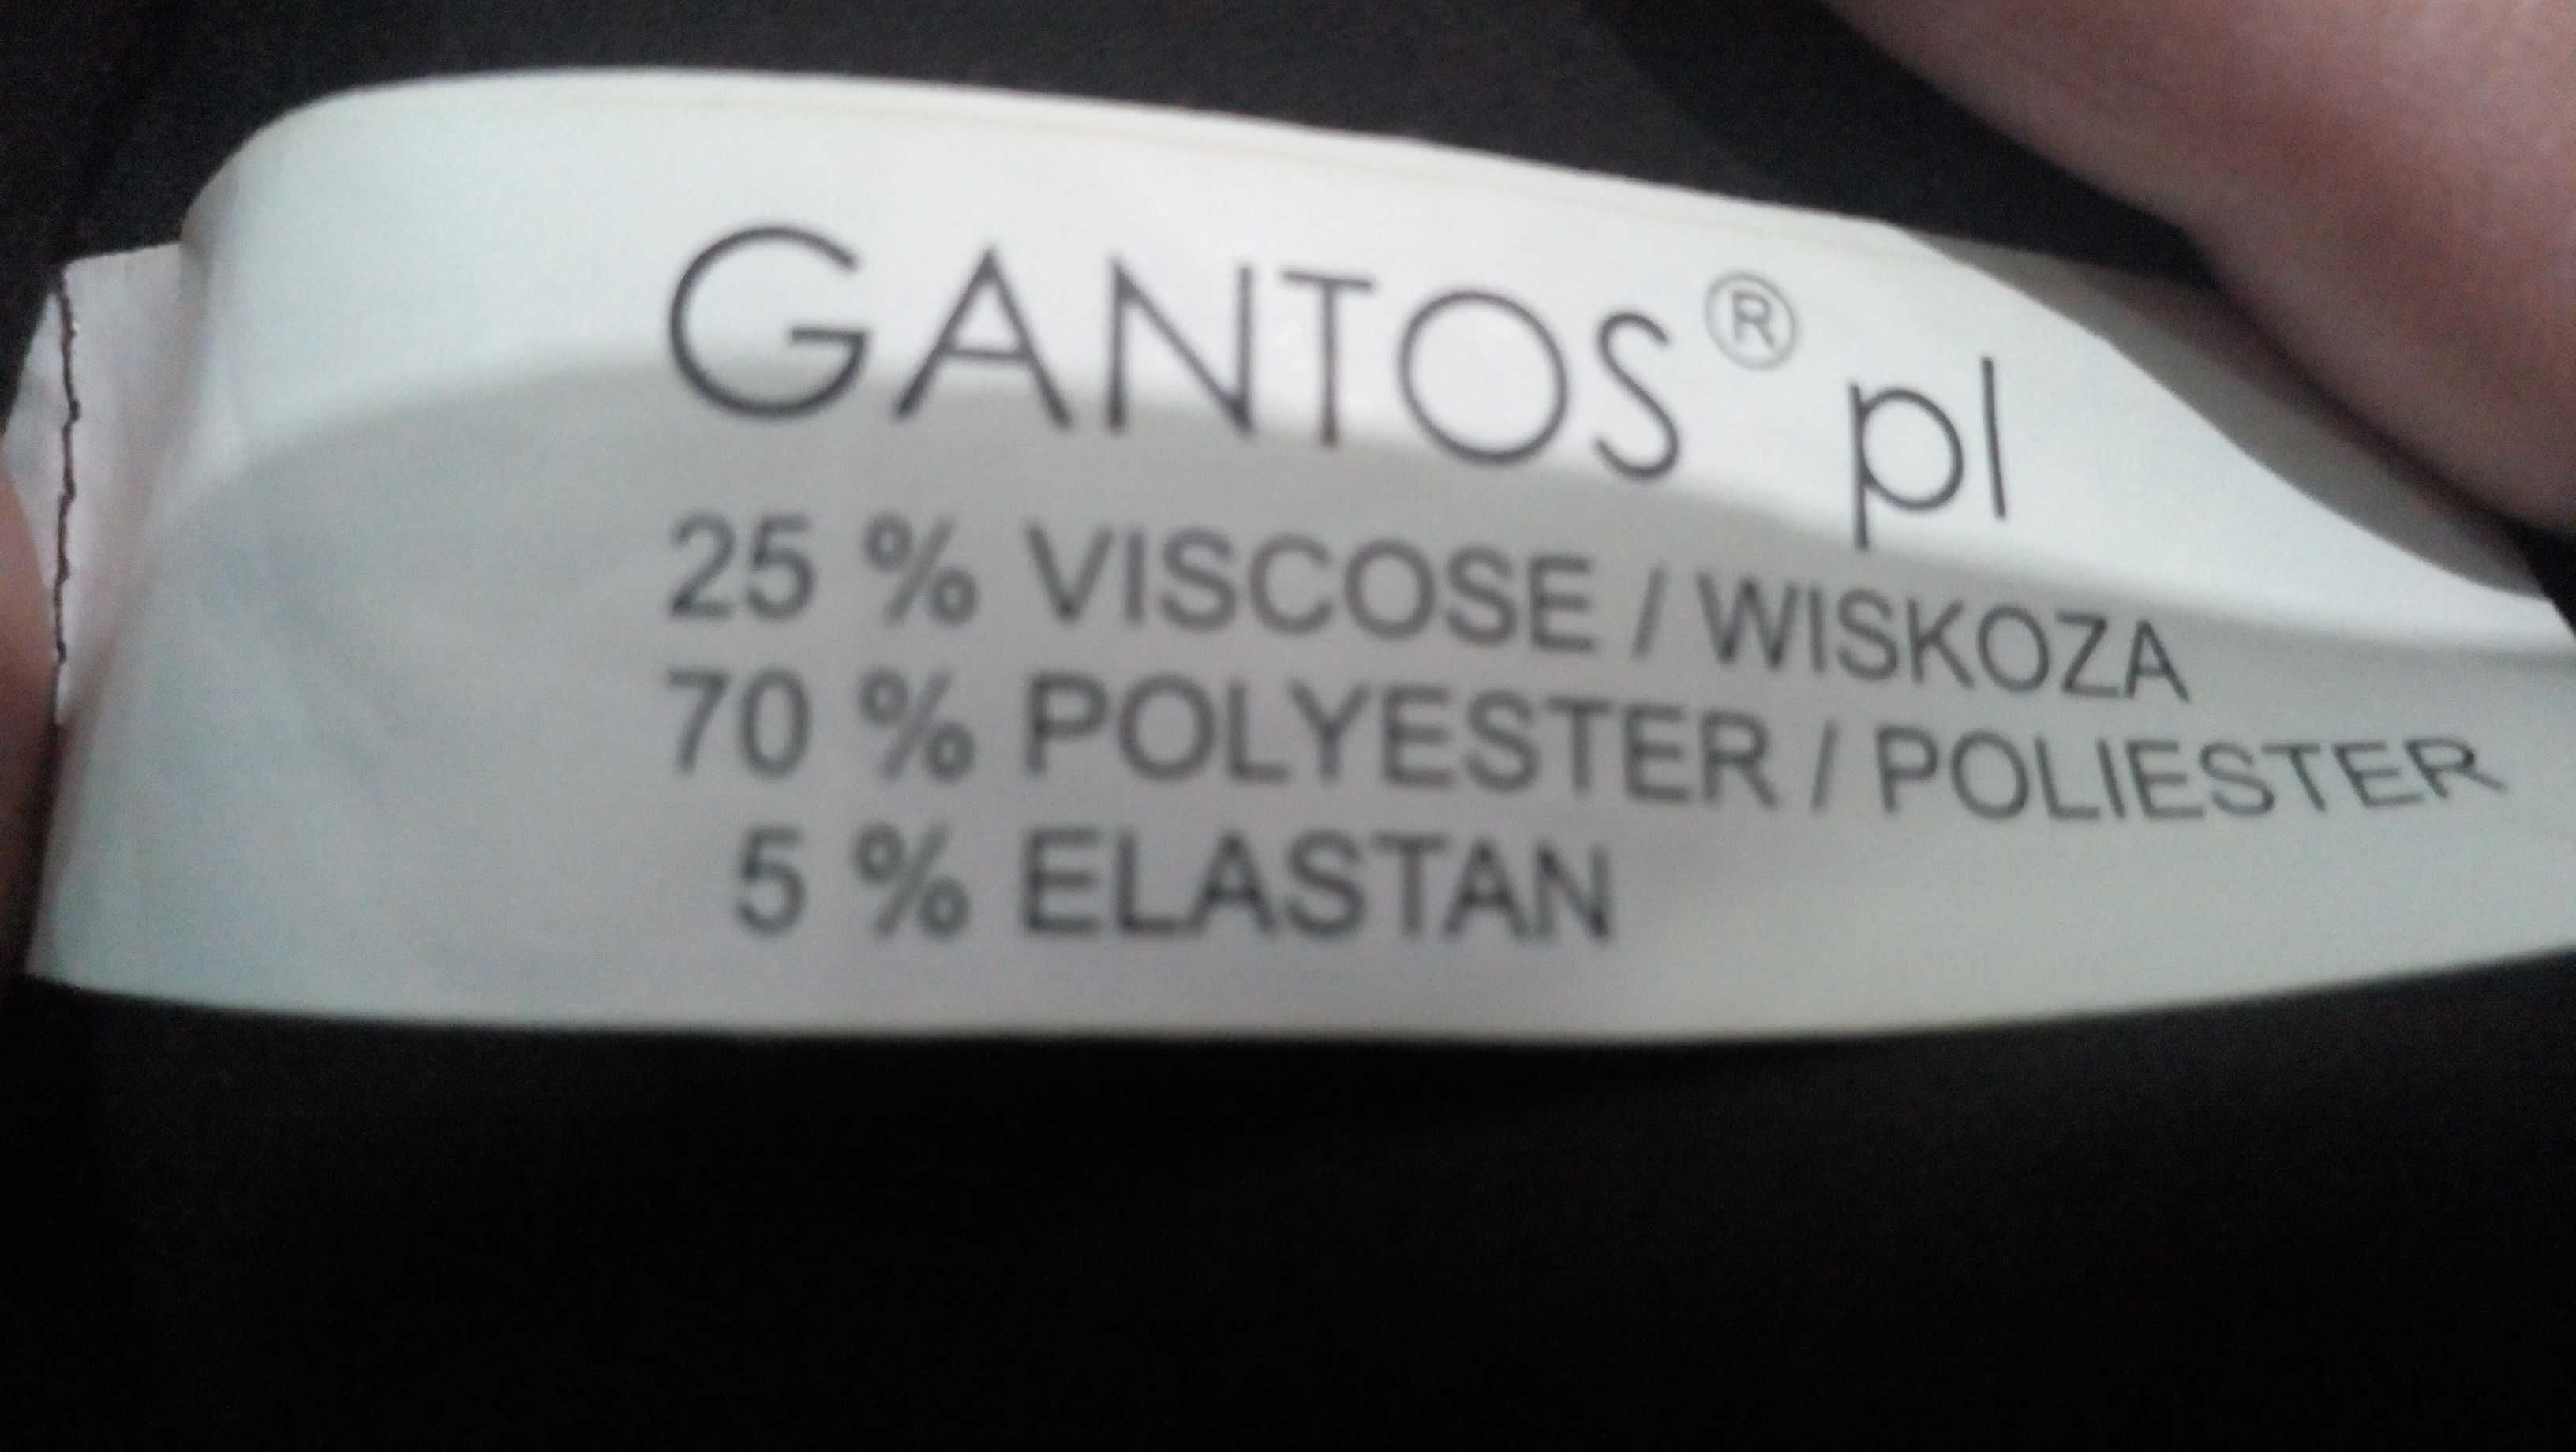 GANTOS® pl
25 % VISCOSE / WISKOZA
70 % POLYESTER / POLIESTER
5 % ELASTAN